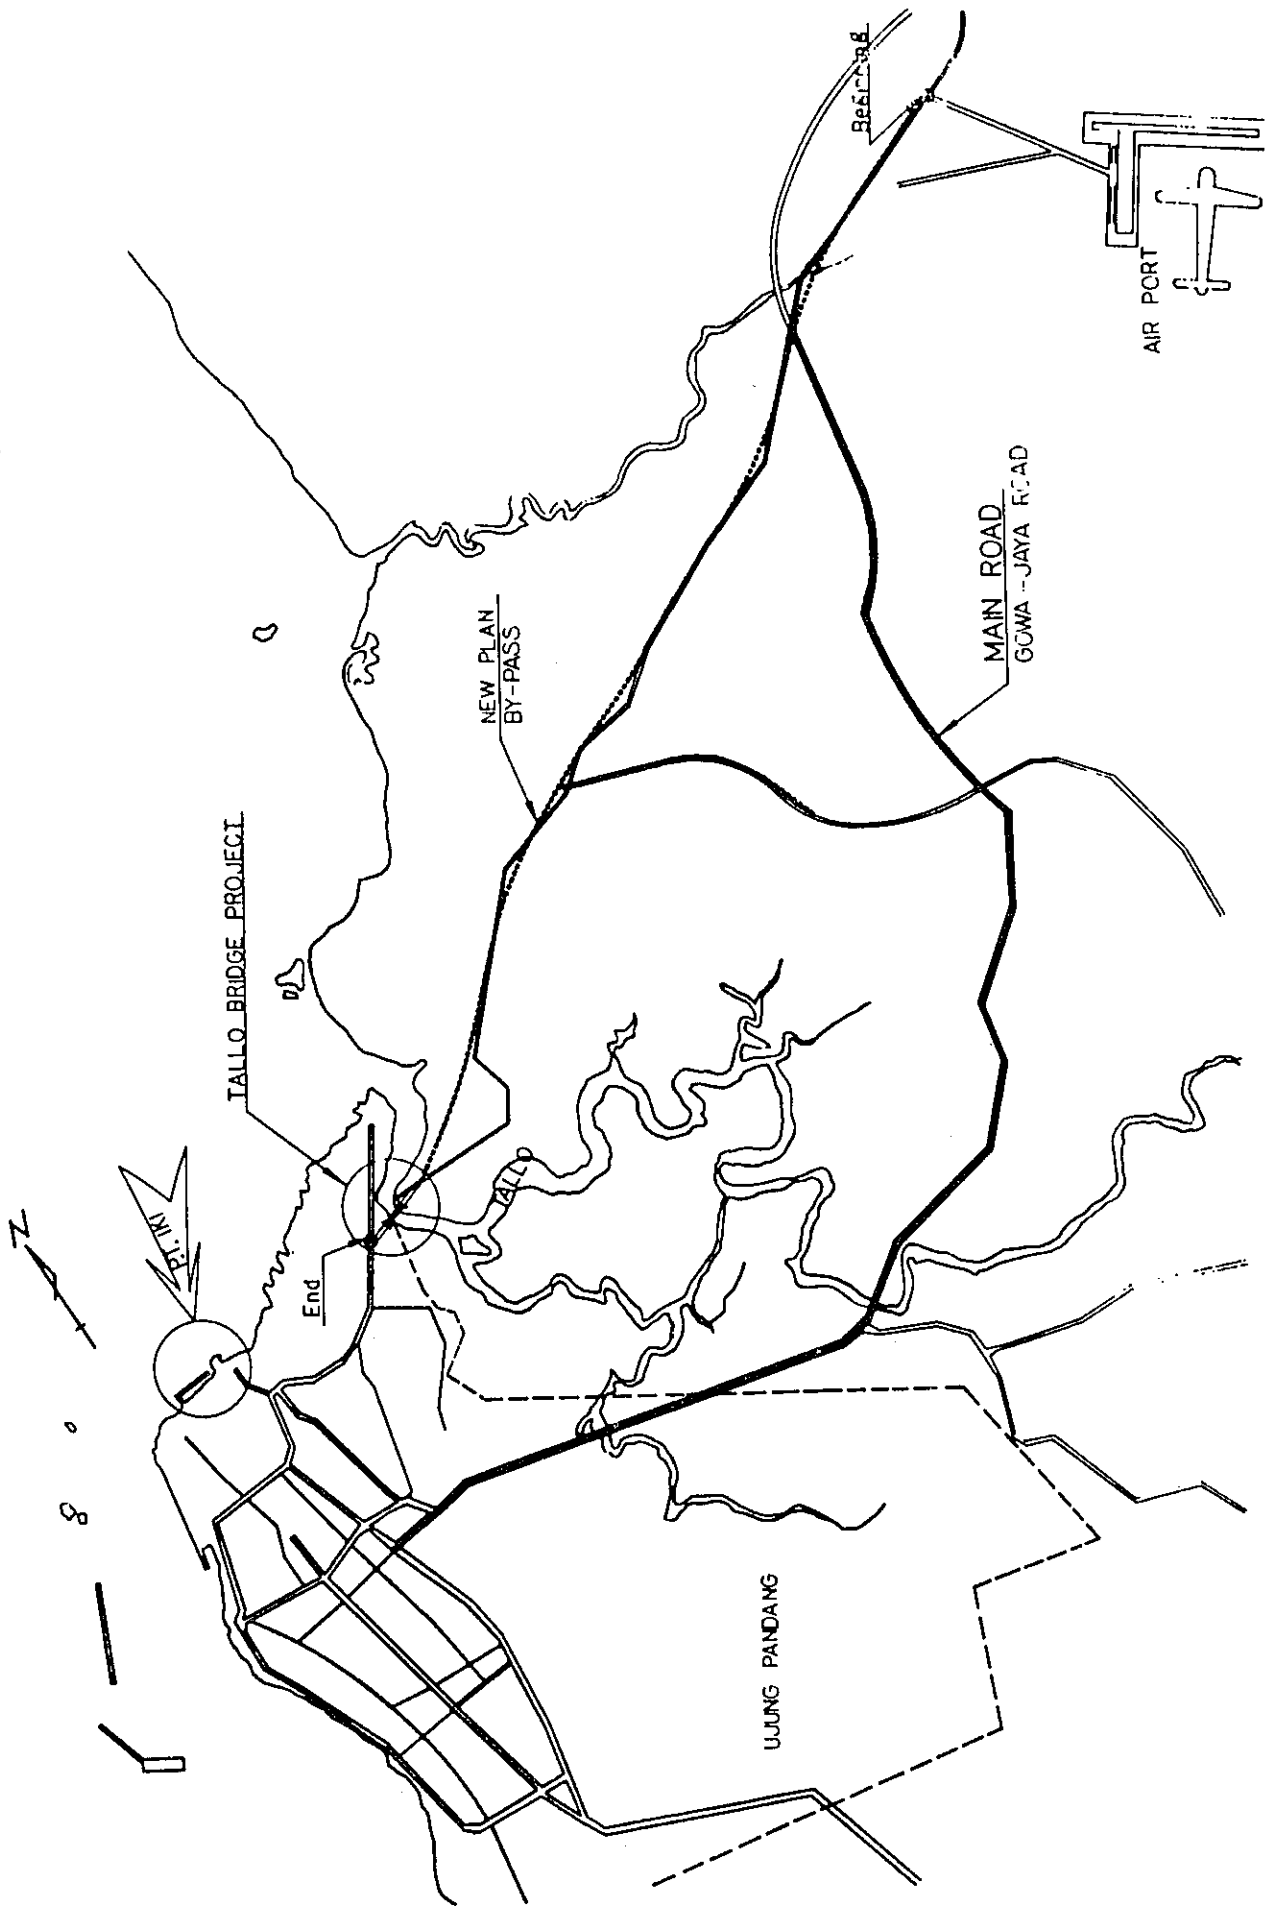 N
P.T. IKI
TALLO BRIDGE PROJECT
End
TALLO
NEW PLAN
BY-PASS
MAIN ROAD
GOWA-JAYA ROAD
AIR PORT
UJUNG PANDANG